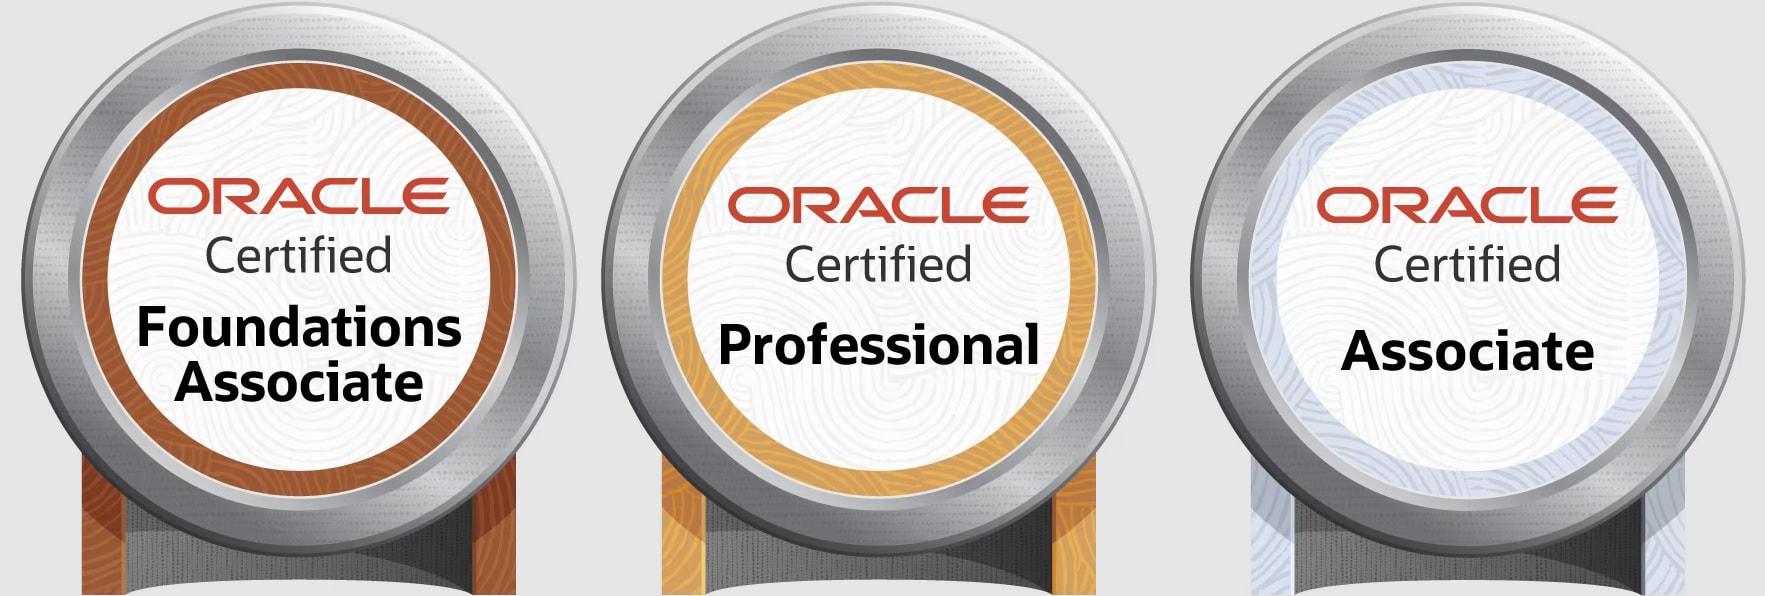 ORACLE
Certified
Foundations
Associate
ORACLE
Certified
Professional
ORACLE
Certified
Associate